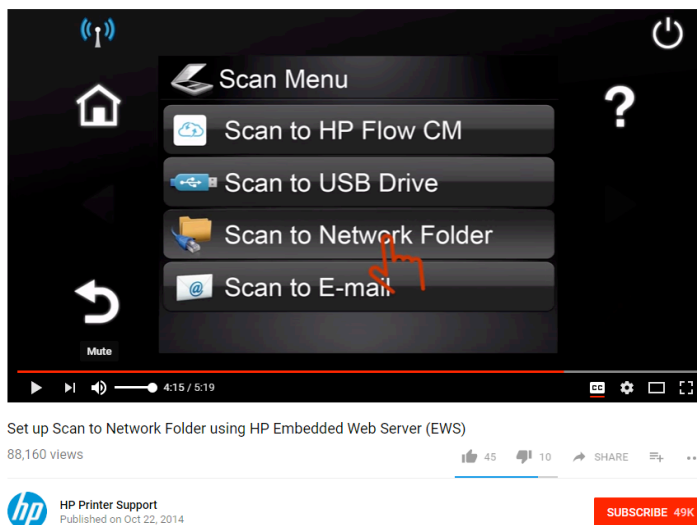 Scan Menu
?
Scan to HP Flow CM
Scan to USB Drive
Scan to Network Folder
@
Scan to E-mail
Mute
4:15 / 5:19
CC
Set up Scan to Network Folder using HP Embedded Web Server (EWS)
88,160 views
45
10
SHARE
hp
HP Printer Support
Published on Oct 22, 2014
SUBSCRIBE 49K